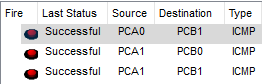 Fire Last Status Source Destination Type
Successful PCA0 PCB1 ICMP
Successful PCA1 PCB0 ICMP
Successful PCA1 PCB1 ICMP